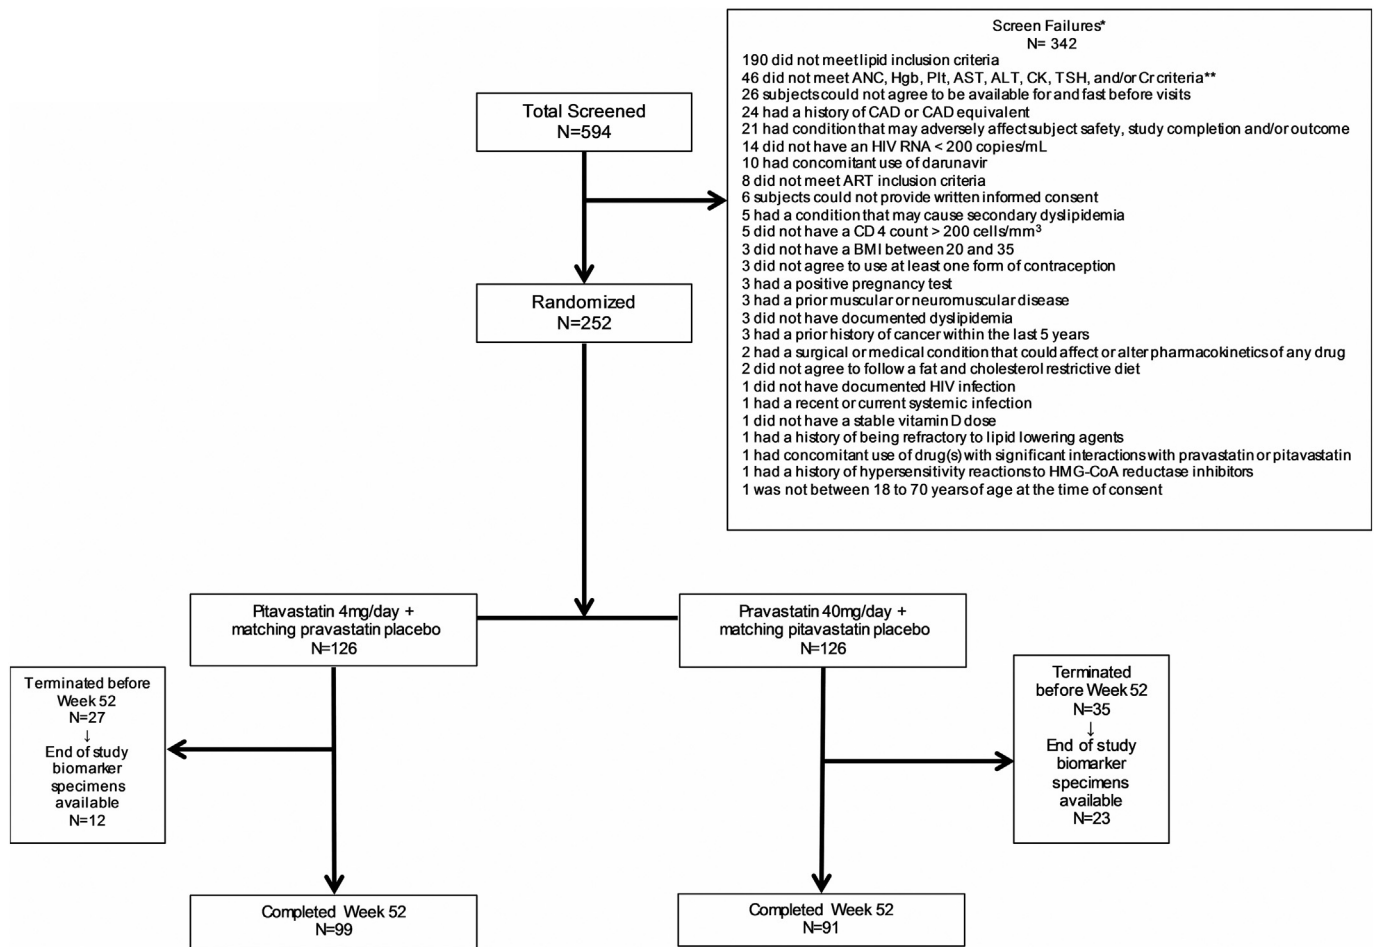 Screen Failures*
N= 342
190 did not meet lipid inclusion criteria
46 did not meet ANC, Hgb, Plt, AST, ALT, CK, TSH, and/or Cr criteria**
26 subjects could not agree to be available for and fast before visits
24 had a history of CAD or CAD equivalent
21 had condition that may adversely affect subject safety, study completion and/or outcome
14 did not have an HIV RNA < 200 copies/mL
10 had concomitant use of darunavir
8 did not meet ART inclusion criteria
6 subjects could not provide written informed consent
5 had a condition that may cause secondary dyslipidemia
5 did not have a CD4 count > 200 cells/mm³
3 did not have a BMI between 20 and 35
3 did not agree to use at least one form of contraception
3 had a positive pregnancy test
3 had a prior muscular or neuromuscular disease
3 did not have documented dyslipidemia
3 had a prior history of cancer within the last 5 years
2 had a surgical or medical condition that could affect or alter pharmacokinetics of any drug
2 did not agree to follow a fat and cholesterol restrictive diet
1 did not have documented HIV infection
1 had a recent or current systemic infection
1 did not have a stable vitamin D dose
1 had a history of being refractory to lipid lowering agents
1 had concomitant use of drug(s) with significant interactions with pravastatin or pitavastatin
1 had a history of hypersensitivity reactions to HMG-CoA reductase inhibitors
1 was not between 18 to 70 years of age at the time of consent
Total Screened
N=594
Randomized
N=252
Pitavastatin 4mg/day +
matching pravastatin placebo
N=126
Pravastatin 40mg/day +
matching pitavastatin placebo
N=126
Terminated before
Week 52
N=27
↓
End of study
biomarker
specimens
available
N=12
Terminated
before Week 52
N=35
↓
End of study
biomarker
specimens
available
N=23
Completed Week 52
N=99
Completed Week 52
N=91